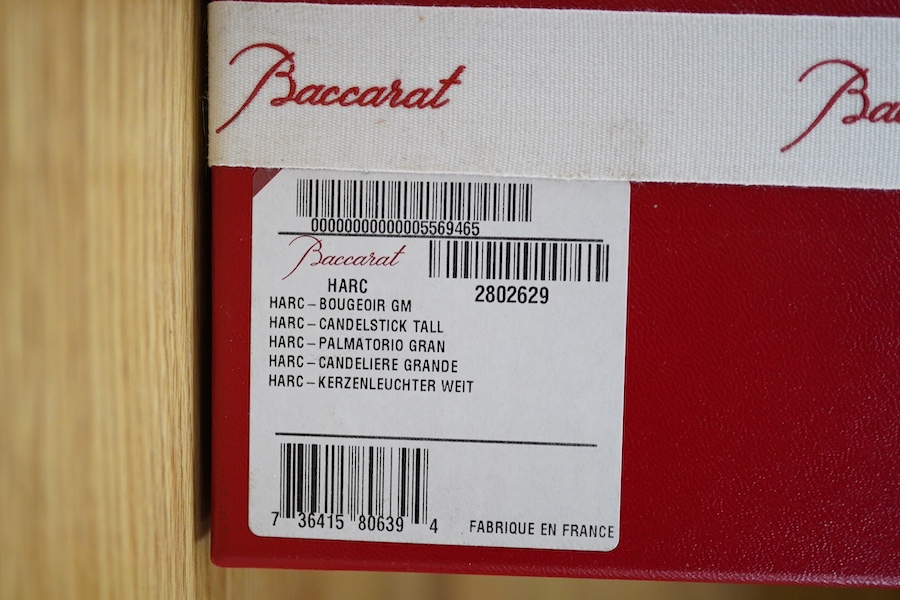 Baccarat
Bac
00000000000005569465
Baccarat
HARC
2802629
HARC–BOUGEOIR GM
HARC–CANDELSTICK TALL
HARC–PALMATORIO GRAN
HARC–CANDELIERE GRANDE
HARC–KERZENLEUCHTER WEIT
7 36415 80639 4
FABRIQUE EN FRANCE